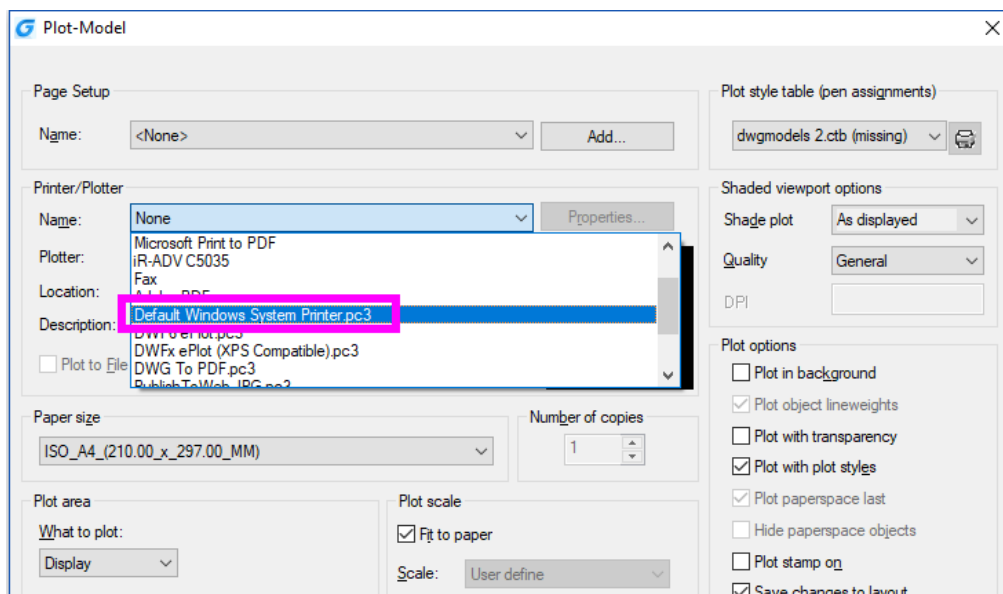 Plot-Model
Page Setup
Name:
<None>
Add...
Printer/Plotter
Name:
None
Properties...
Microsoft Print to PDF
iR-ADV C5035
Fax
Default Windows System Printer.pc3
DWFx ePlot (XPS Compatible).pc3
DWG To PDF.pc3
Plotter:
Location:
Description:
Plot to File
Paper size
ISO_A4_(210.00_x_297.00_MM)
Number of copies
1
Plot area
What to plot:
Display
Plot scale
Fit to paper
Scale:
User define
Plot style table (pen assignments)
dwgmodels 2.ctb (missing)
Shaded viewport options
Shade plot
As displayed
Quality
General
DPI
Plot options
Plot in background
Plot object lineweights
Plot with transparency
Plot with plot styles
Plot paperspace last
Hide paperspace objects
Plot stamp on
Save changes to layout